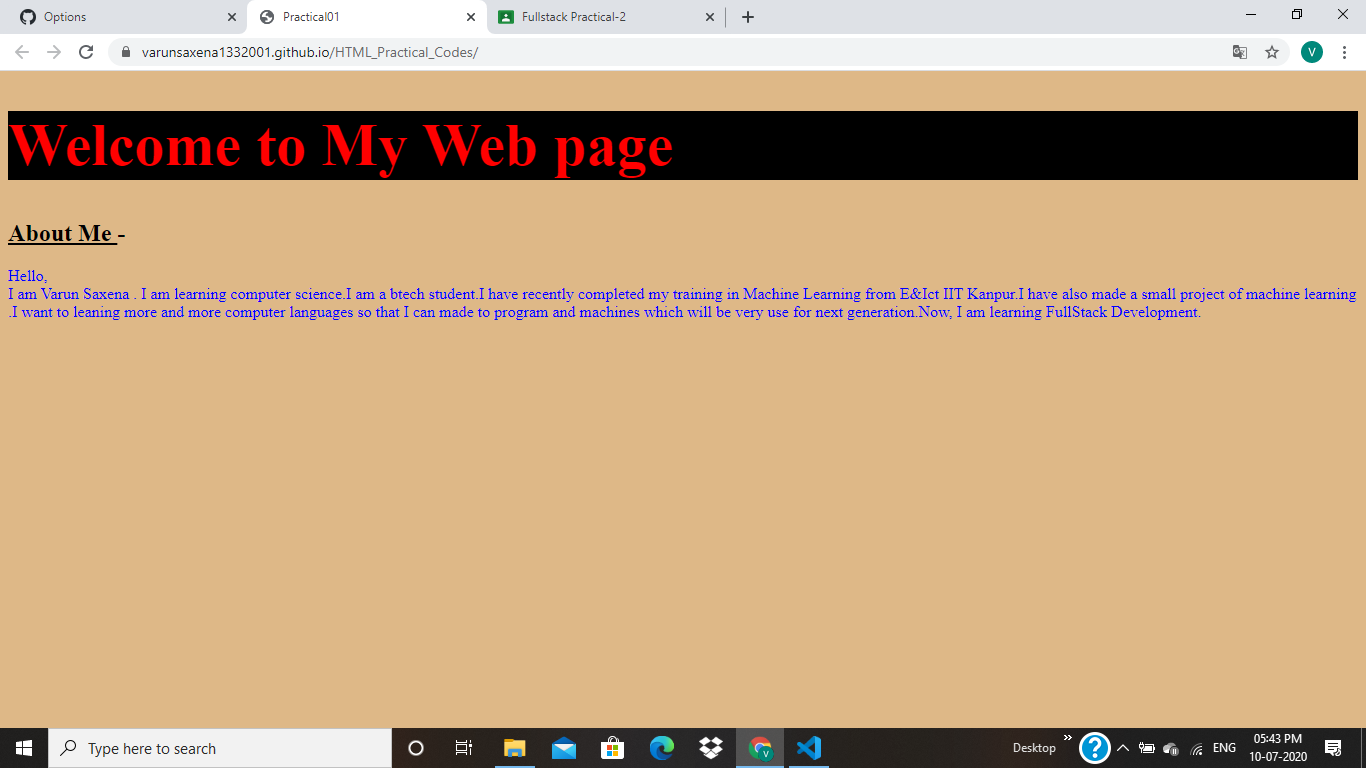 Options
Practical01
Fullstack Practical-2
varunsaxena1332001.github.io/HTML_Practical_Codes/
V
Welcome to My Web page
About Me -
Hello,
I am Varun Saxena . I am learning computer science.I am a btech student.I have recently completed my training in Machine Learning from E&Ict IIT Kanpur.I have also made a small project of machine learning
.I want to leaning more and more computer languages so that I can made to program and machines which will be very use for next generation.Now, I am learning FullStack Development.
Type here to search
V
Desktop
ENG
05:43 PM
10-07-2020